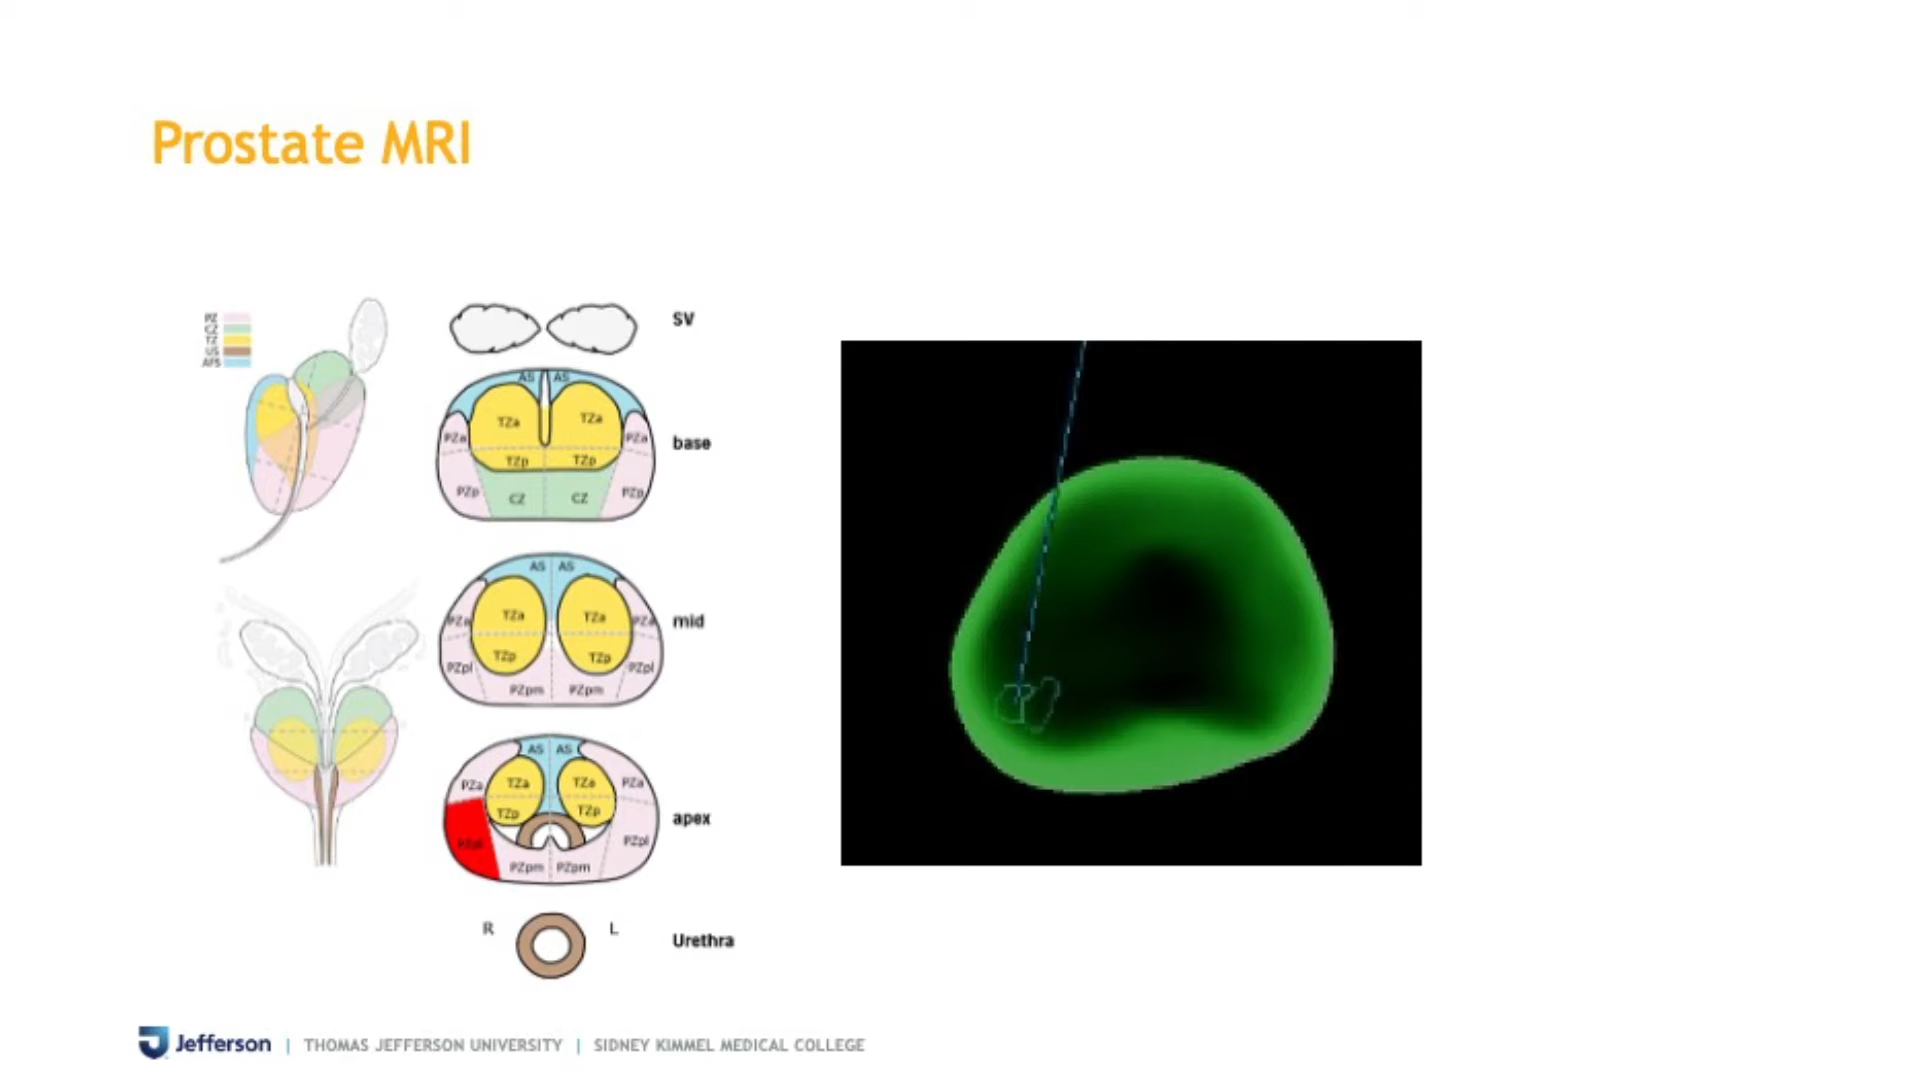 Prostate MRI
PZ
CZ
TZ
US
AFS
SV
AS AS
TZa TZa
PZa PZa
base
TZp TZp
PZp CZ CZ PZp
AS AS
TZa TZa
PZa PZa
mid
TZp TZp
PZpl PZpl
PZpm PZpm
AS AS
PZa TZa TZa PZa
TZp TZp
apex
PZpl PZpl
PZpm PZpm
R L
Urethra
Jefferson | THOMAS JEFFERSON UNIVERSITY | SIDNEY KIMMEL MEDICAL COLLEGE